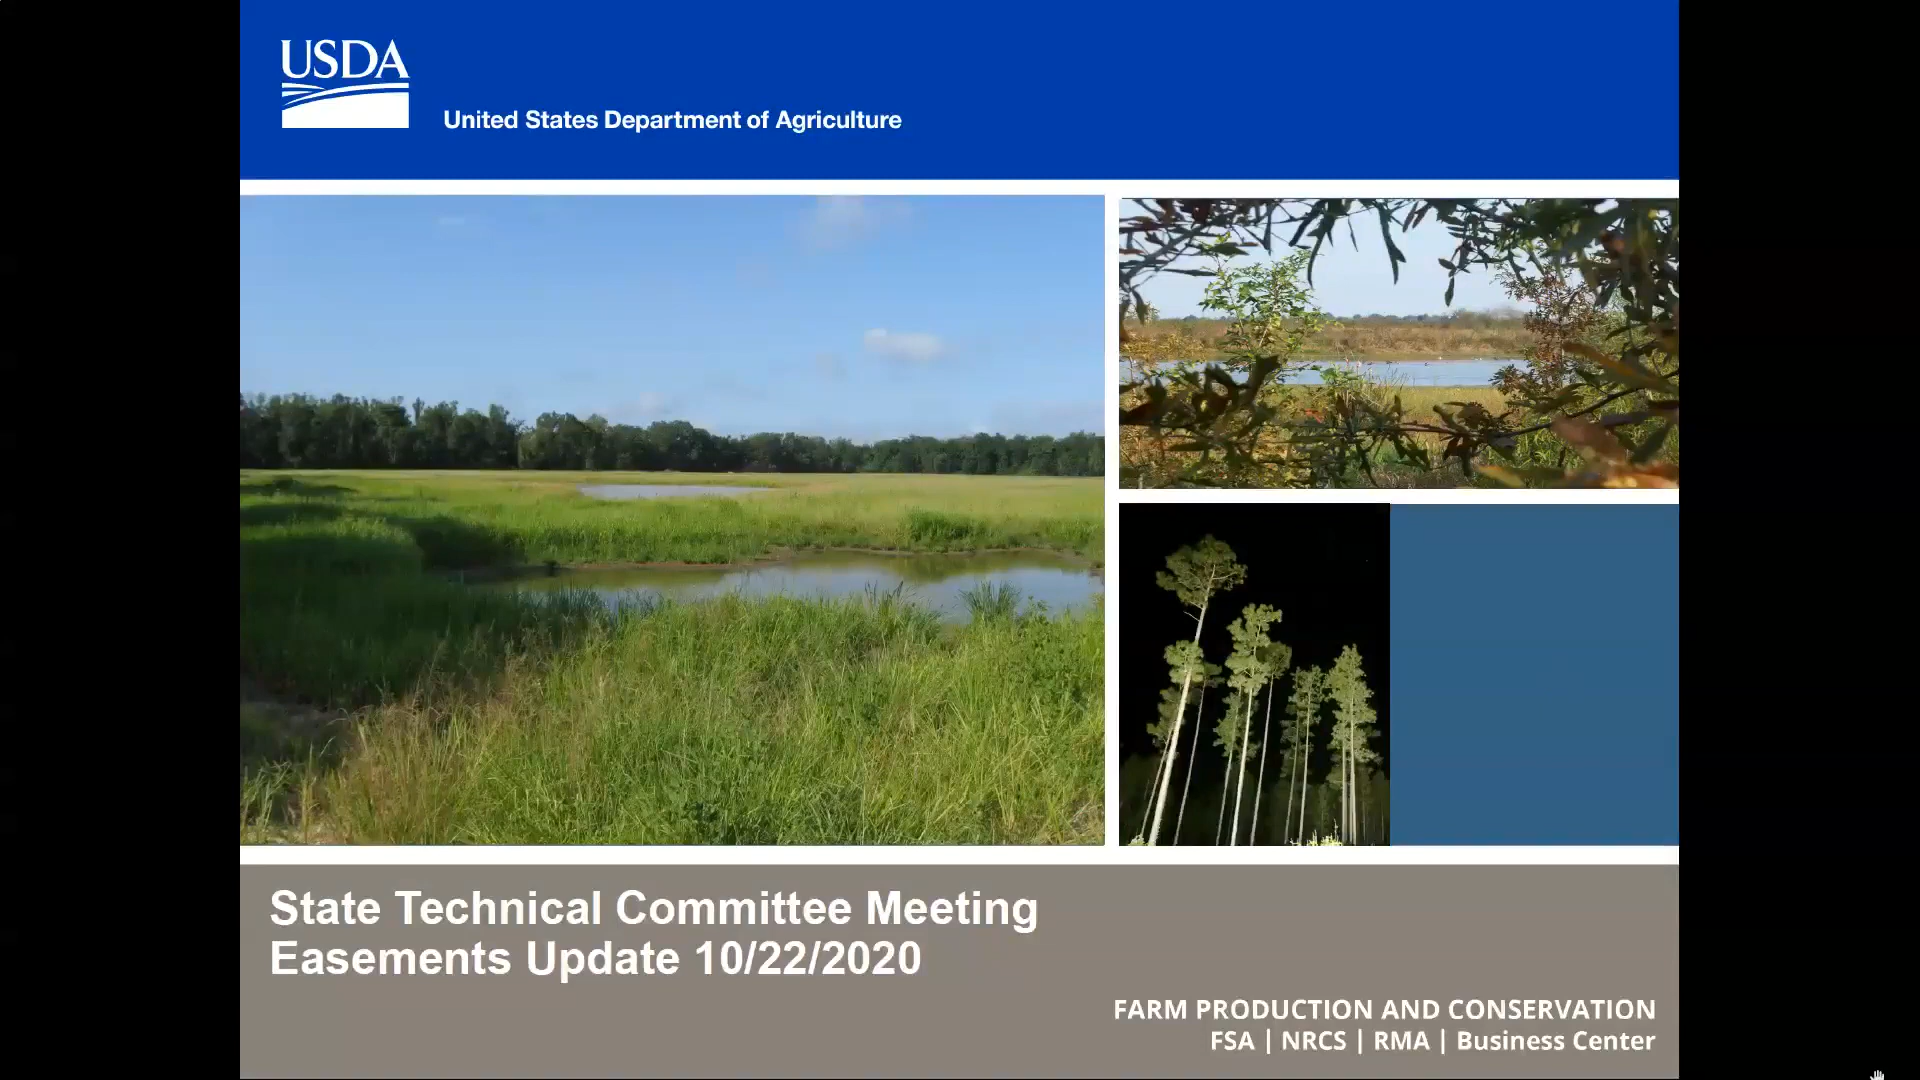 USDA
United States Department of Agriculture
State Technical Committee Meeting
Easements Update 10/22/2020
FARM PRODUCTION AND CONSERVATION
FSA | NRCS | RMA | Business Center